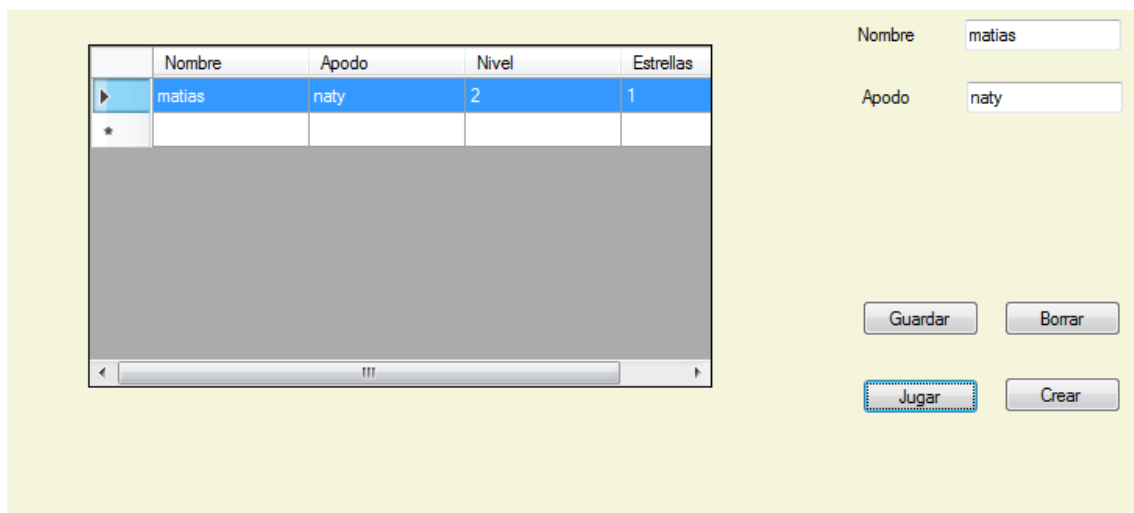 Nombre matias
Nombre Apodo Nivel Estrellas
matias naty 2 1
Apodo naty
Guardar Borrar
Jugar Crear